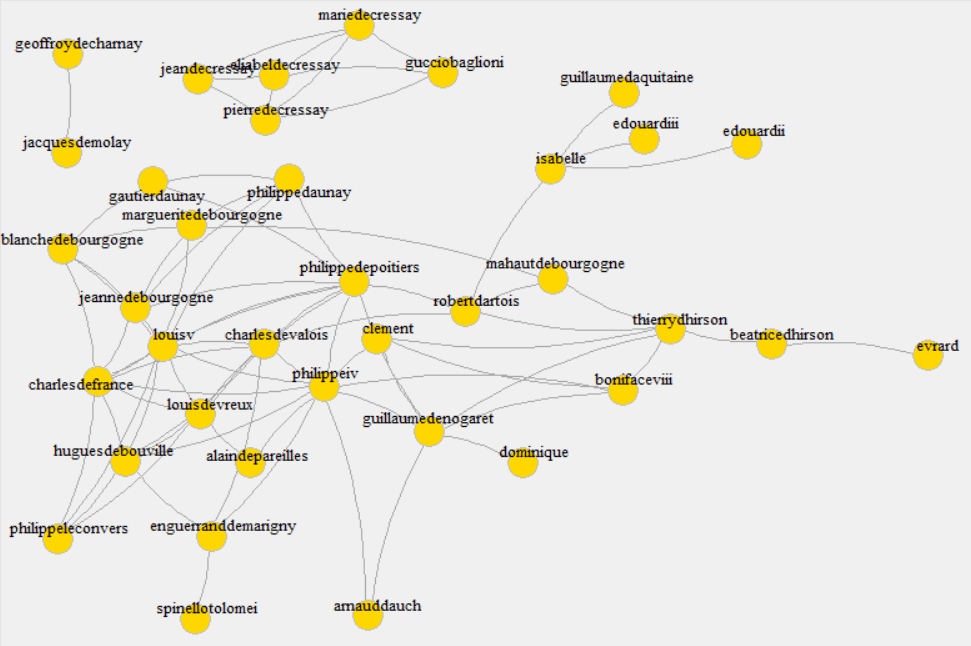 mariedecressay
geoffroydecharnay
eliabeldecressay
jeandecressay
gucciobaglioni
guillaumedaquitaine
pierredecressay
edouardiii
edouardii
jacquesdemolay
isabelle
gautierdaunay
philippedaunay
margueritedebourgogne
blanchedebourgogne
philippedepoitiers
mahautdebourgogne
jeannedebourgogne
robertdartois
thierrydhirson
louisv
charlesdevalois
clement
beatricedhirson
evrard
philippeiv
charlesdefrance
bonifaceviii
louisdevreux
guillaumedenogaret
huguesdebouville
alaindepareilles
dominique
philippeleconvers
enguerranddemarigny
spinellotolomei
arnauddauch